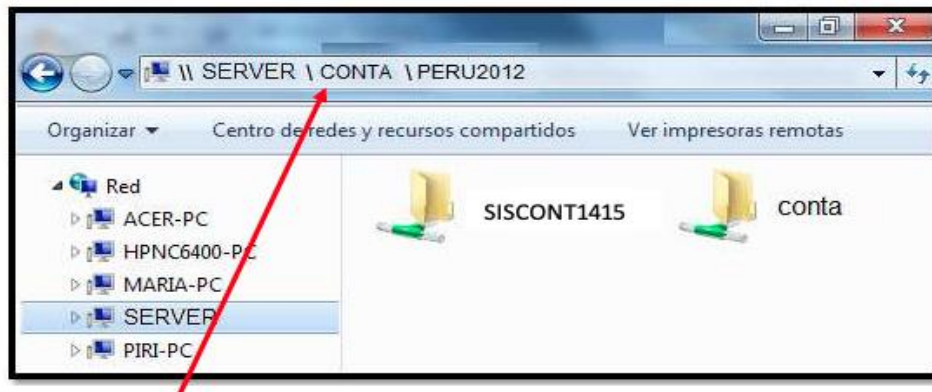 \\ SERVER \ CONTA \PERU2012
Organizar Centro de redes y recursos compartidos Ver impresoras remotas
Red
ACER-PC
HPNC6400-PC
MARIA-PC
SERVER
PIRI-PC
SISCONT1415
conta